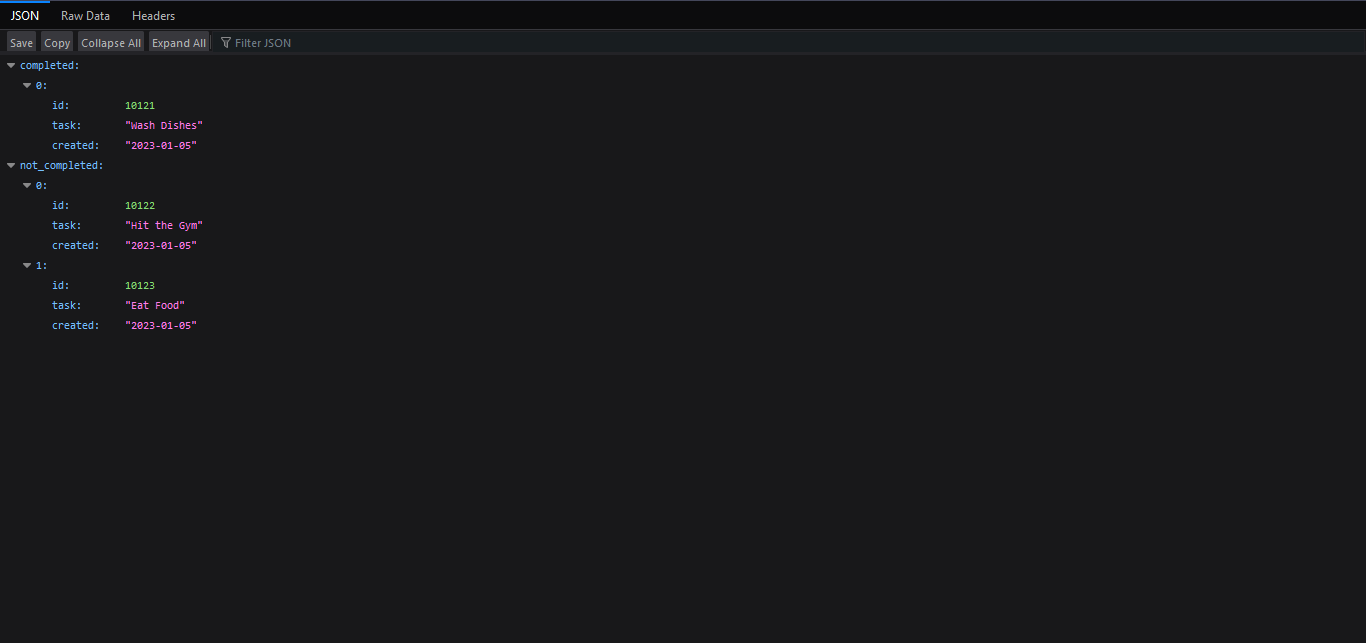 JSON Raw Data Headers
Save Copy Collapse All Expand All Filter JSON
completed:
0:
id: 10121
task: "Wash Dishes"
created: "2023-01-05"
not_completed:
0:
id: 10122
task: "Hit the Gym"
created: "2023-01-05"
1:
id: 10123
task: "Eat Food"
created: "2023-01-05"